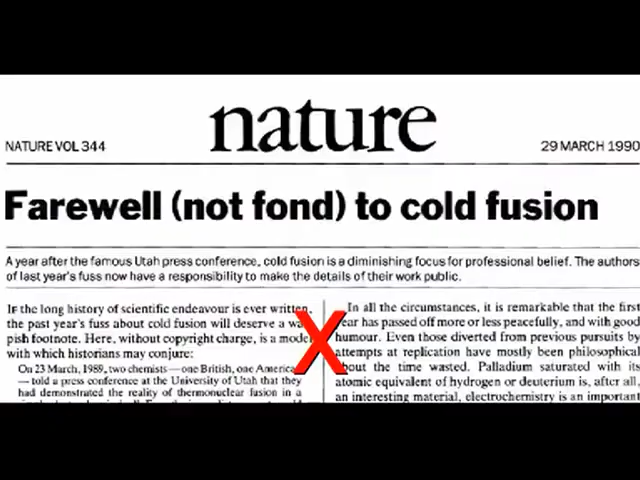 nature
NATURE VOL 344
29 MARCH 1990
Farewell (not fond) to cold fusion
A year after the famous Utah press conference, cold fusion is a diminishing focus for professional belief. The authors
of last year's fuss now have a responsibility to make the details of their work public.
IF the long history of scientific endeavour is ever written,
the past year's fuss about cold fusion will deserve a
pish footnote. Here, without copyright charge, is a
with which historians may conjure:
On 23 March, 1989, two chemists — one British, one
— told a press conference at the University of Utah that they
had demonstrated the reality of thermonuclear fusion in a
X
In all the circumstances, it is remarkable that the first
year has passed off more or less peacefully, and with good
humour. Even those diverted from previous pursuits by
attempts at replication have mostly been philosophical
about the time wasted. Palladium saturated with its
atomic equivalent of hydrogen or deuterium is, after all,
an interesting material, electrochemistry is an important